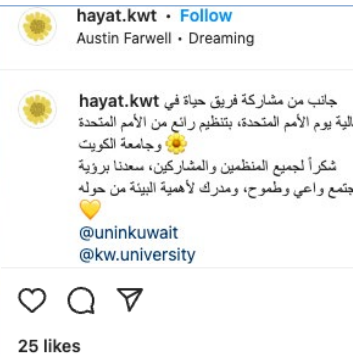 hayat.kwt • Follow
Austin Farwell • Dreaming
hayat.kwt جانب من مشاركة فريق حياة في
يوم الأمم المتحدة، بتنظيم رائع من الأمم المتحدة
وجامعة الكويت 🌼
شكراً لجميع المنظمين والمشاركين، سعدنا برؤية
واعي وطموح، ومدرك لأهمية البيئة من حوله
💛
@uninkuwait
@kw.university
25 likes